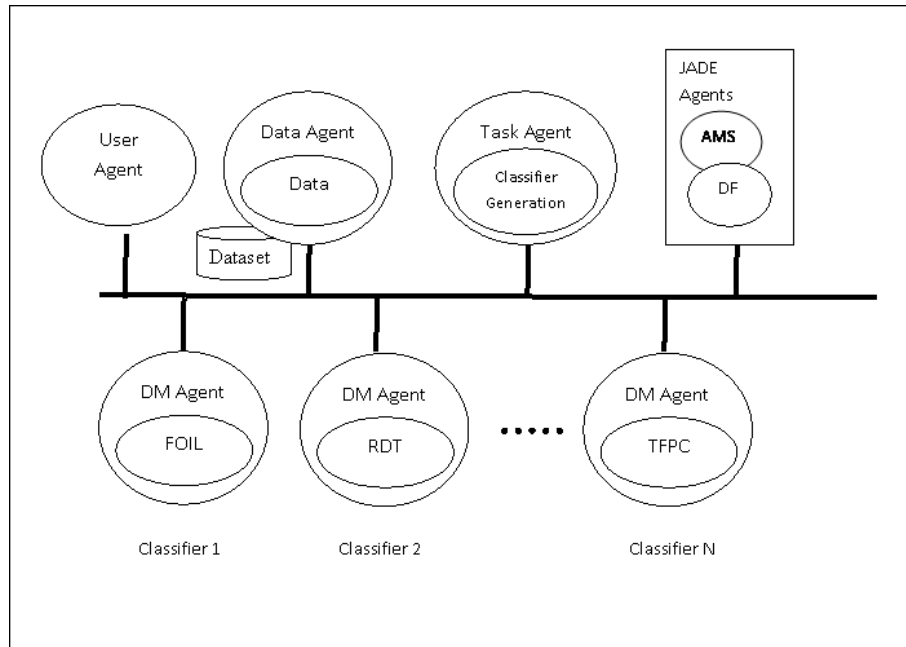 JADE
Agents
AMS
DF
User
Agent
Data Agent
Data
Dataset
Task Agent
Classifier
Generation
DM Agent
FOIL
Classifier 1
DM Agent
RDT
Classifier 2
DM Agent
TFPC
Classifier N